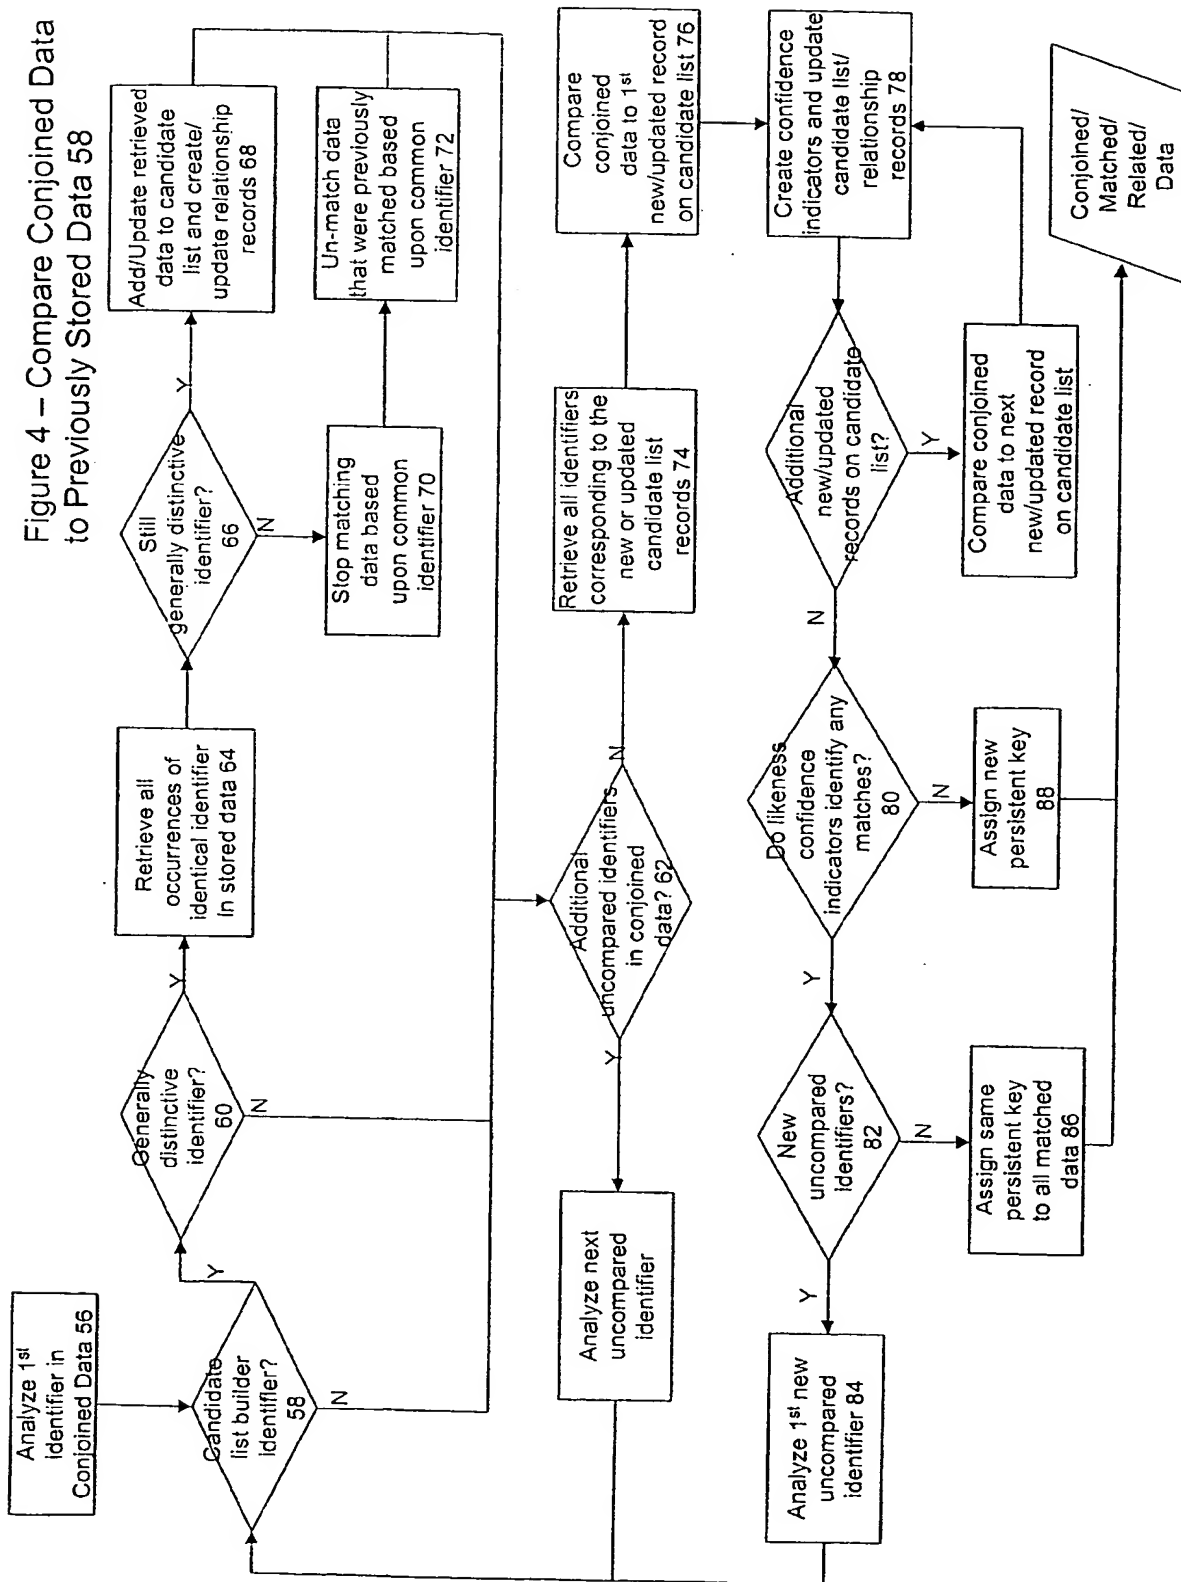 Figure 4 – Compare Conjoined Data
to Previously Stored Data 58
Analyze 1st
identifier in
Conjoined Data 56
Candidate
list builder
identifier?
58
Y
N
Generally
distinctive
identifier?
60
Y
N
Retrieve all
occurrences of
identical identifier
In stored data 64
Still
generally distinctive
identifier?
66
Y
N
Add/Update retrieved
data to candidate
list and create/
update relationship
records 68
Stop matching
data based
upon common
identifier 70
Un-match data
that were previously
matched based
upon common
identifier 72
Analyze next
uncompared
identifier
Y
Additional
uncompared identifiers
in conjoined
data? 62
N
Retrieve all identifiers
corresponding to the
new or updated
candidate list
records 74
Compare
conjoined
data to 1st
new/updated record
on candidate list 76
Create confidence
indicators and update
candidate list/
relationship
records 78
Additional
new/updated
records on candidate
list?
Y
N
Compare conjoined
data to next
new/updated record
on candidate list
Do likeness
confidence
indicators identify any
matches?
80
N
Y
Assign new
persistent key
88
New
uncompared
identifiers?
82
N
Y
Assign same
persistent key
to all matched
data 86
Analyze 1st new
uncompared
identifier 84
Conjoined/
Matched/
Related/
Data